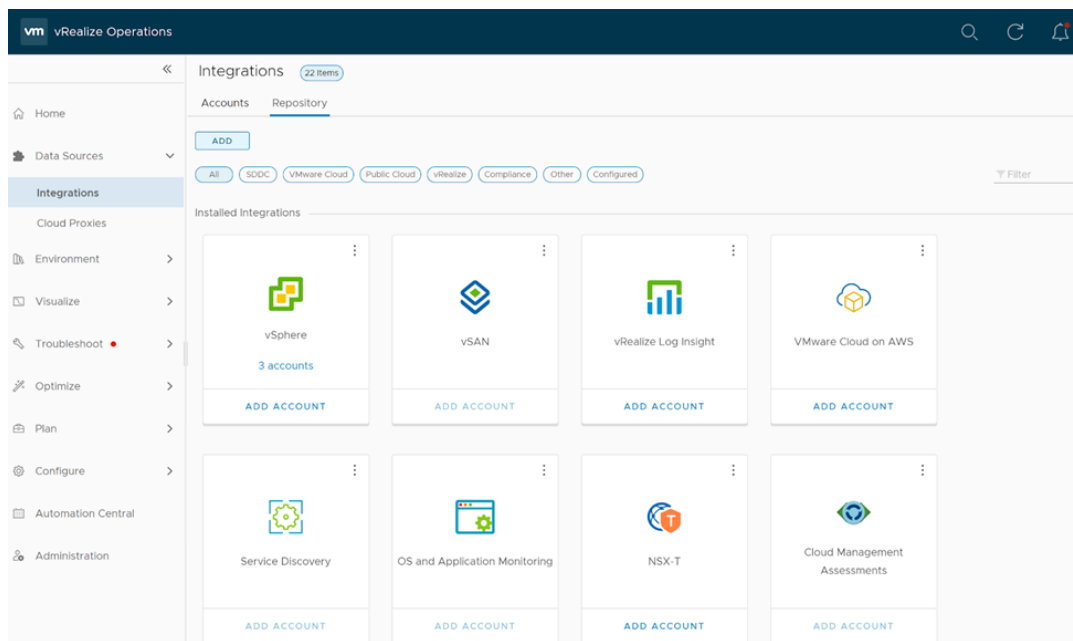 vm vRealize Operations
Integrations 22 Items
Accounts Repository
Home
ADD
Data Sources
All SDDC VMware Cloud Public Cloud vRealize Compliance Other Configured Filter
Integrations
Installed Integrations
Cloud Proxies
Environment
Visualize
Troubleshoot
Optimize
Plan
Configure
Automation Central
Administration
vSphere
3 accounts
ADD ACCOUNT
vSAN
ADD ACCOUNT
vRealize Log Insight
ADD ACCOUNT
VMware Cloud on AWS
ADD ACCOUNT
Service Discovery
ADD ACCOUNT
OS and Application Monitoring
ADD ACCOUNT
T
NSX-T
ADD ACCOUNT
Cloud Management
Assessments
ADD ACCOUNT